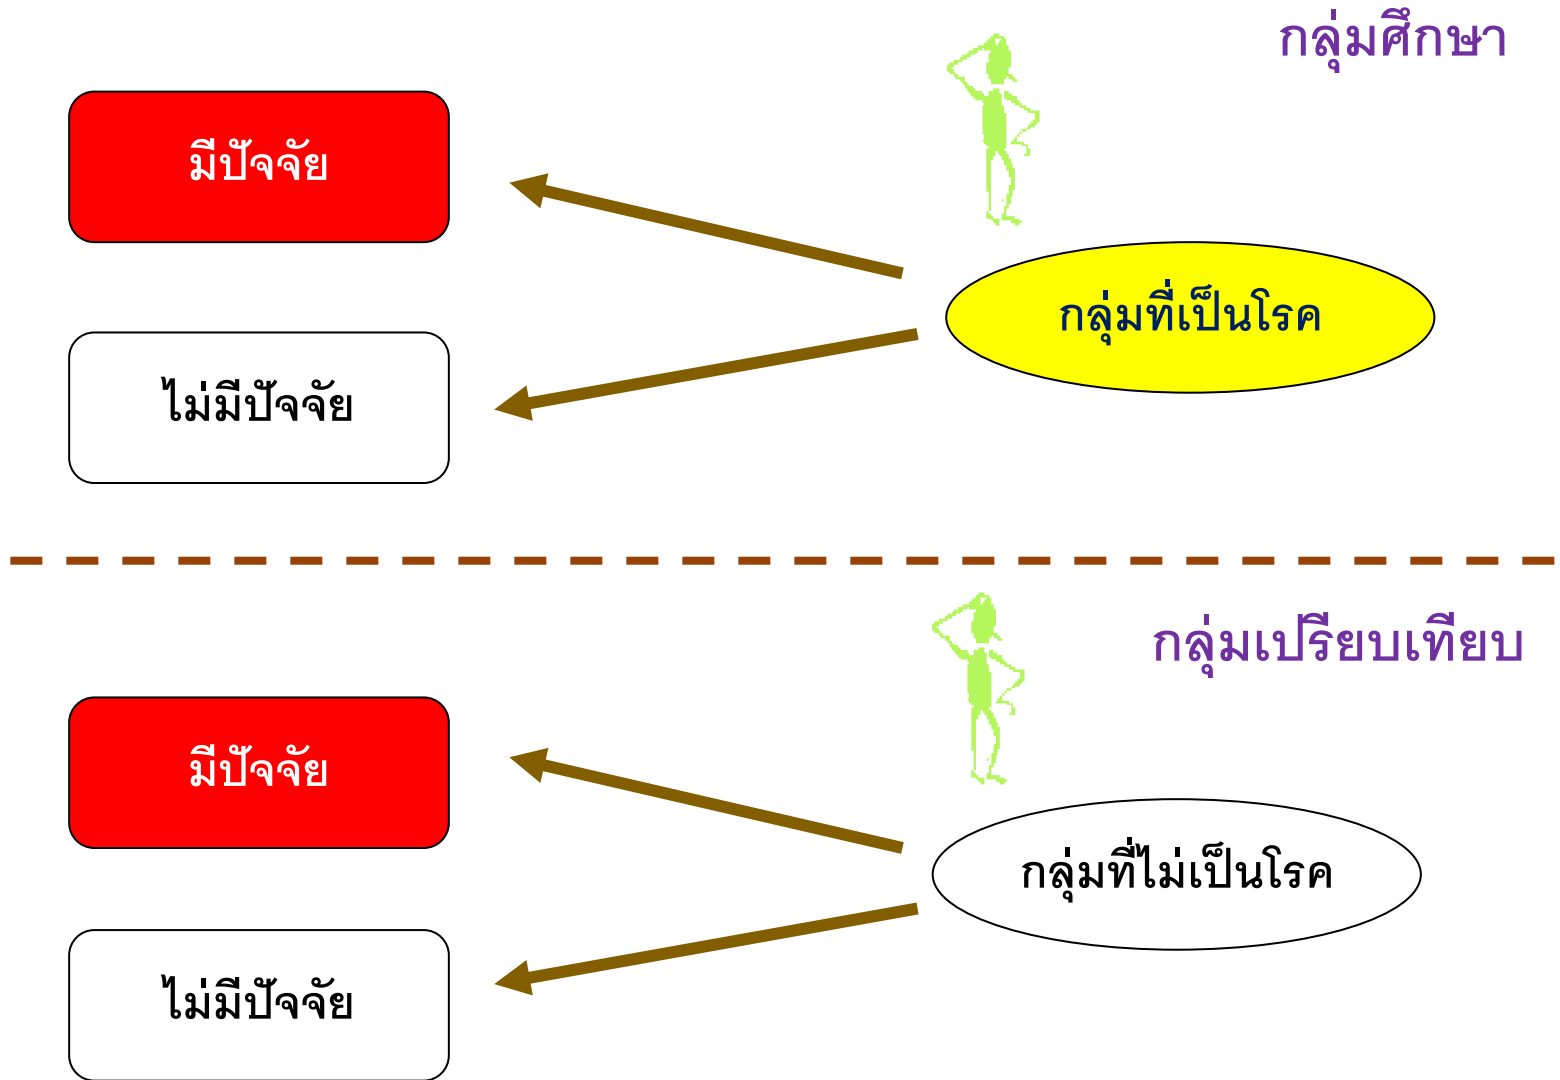 กลุ่มศึกษา
มีปัจจัย
กลุ่มที่เป็นโรค
ไม่มีปัจจัย
กลุ่มเปรียบเทียบ
มีปัจจัย
กลุ่มที่ไม่เป็นโรค
ไม่มีปัจจัย